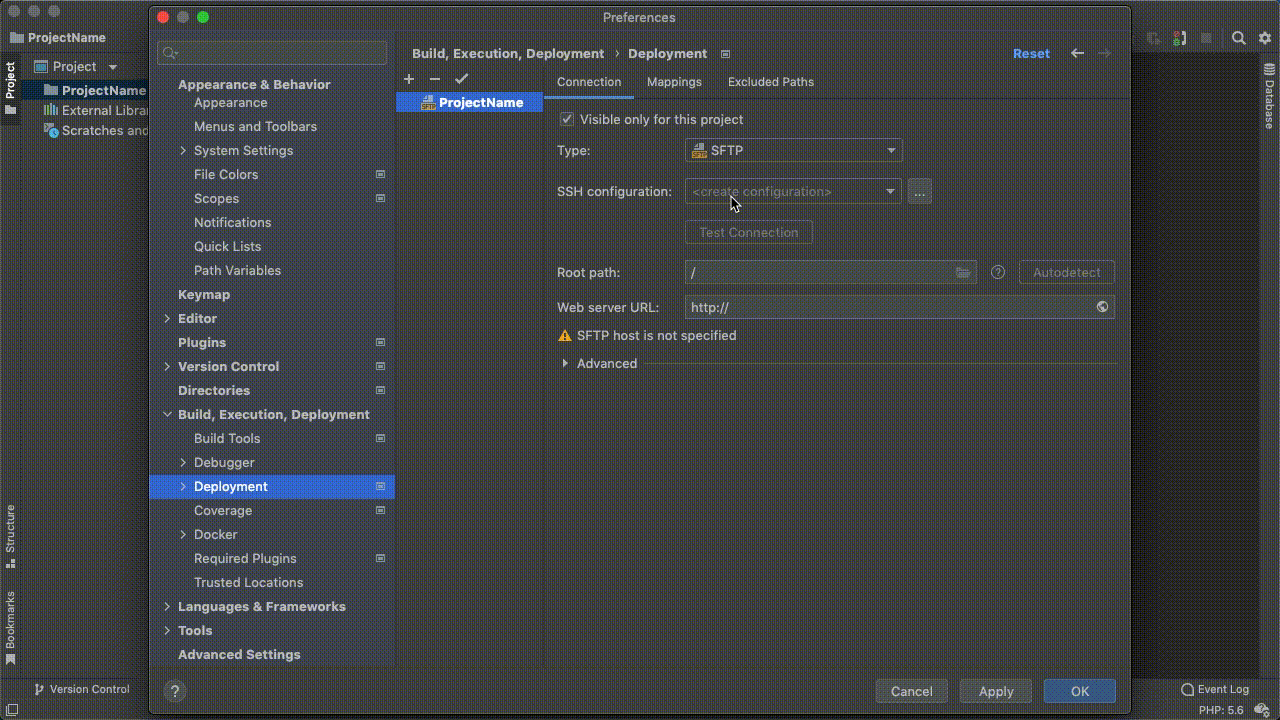 Preferences
ProjectName
Project
Project
ProjectName
External Libra
Scratches and
Structure
Bookmarks
Version Control
Appearance & Behavior
Appearance
Menus and Toolbars
System Settings
File Colors
Scopes
Notifications
Quick Lists
Path Variables
Keymap
Editor
Plugins
Version Control
Directories
Build, Execution, Deployment
Build Tools
Debugger
Deployment
Coverage
Docker
Required Plugins
Trusted Locations
Languages & Frameworks
Tools
Advanced Settings
Build, Execution, Deployment › Deployment
Reset
ProjectName
SFTP
Connection Mappings Excluded Paths
Visible only for this project
Type: SFTP SFTP
SSH configuration: <create configuration> ...
Test Connection
Root path: / ? Autodetect
Web server URL: http://
SFTP host is not specified
Advanced
? Cancel Apply OK
Database
Event Log
PHP: 5.6